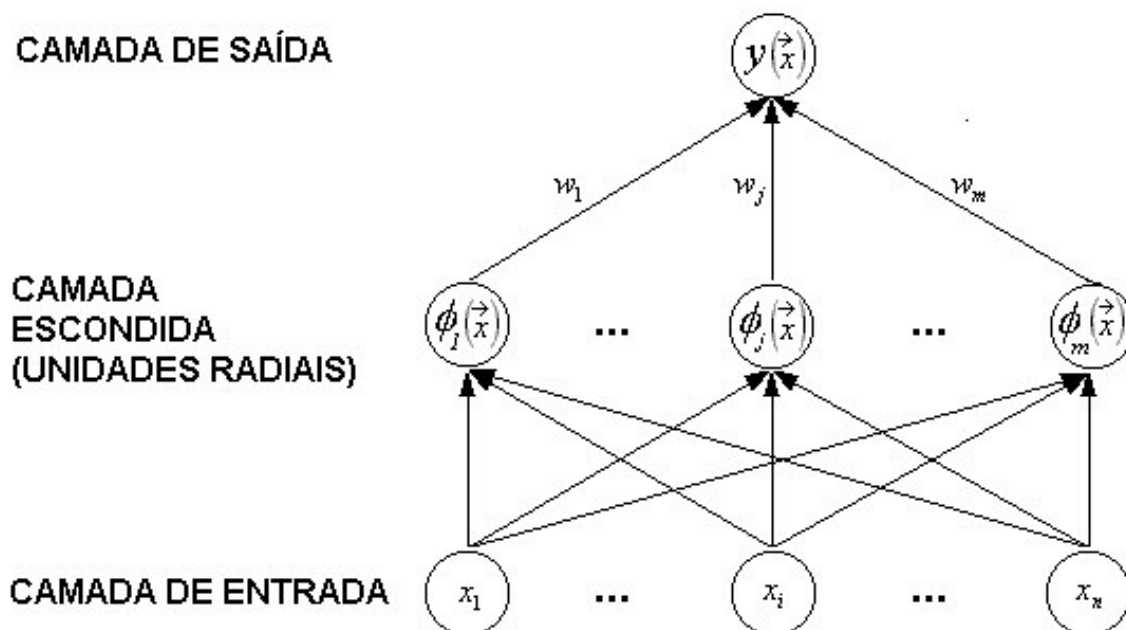 CAMADA DE SAÍDA
y(x⃗)
w₁ wⱼ wₘ
CAMADA
ESCONDIDA
(UNIDADES RADIAIS)
ϕ₁(x⃗) ... ϕⱼ(x⃗) ... ϕₘ(x⃗)
CAMADA DE ENTRADA
x₁ ... xᵢ ... xₙ